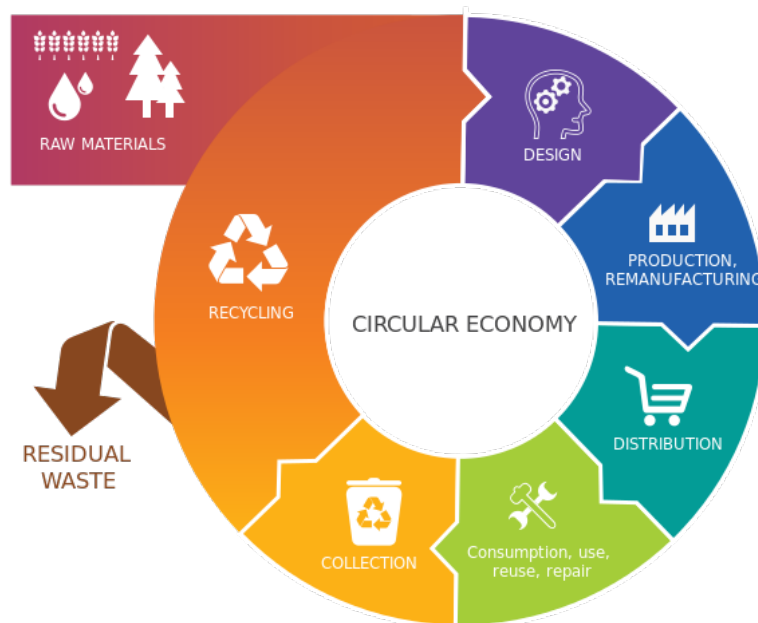 RAW MATERIALS
DESIGN
PRODUCTION,
REMANUFACTURING
RECYCLING
CIRCULAR ECONOMY
DISTRIBUTION
RESIDUAL
WASTE
Consumption, use,
reuse, repair
COLLECTION